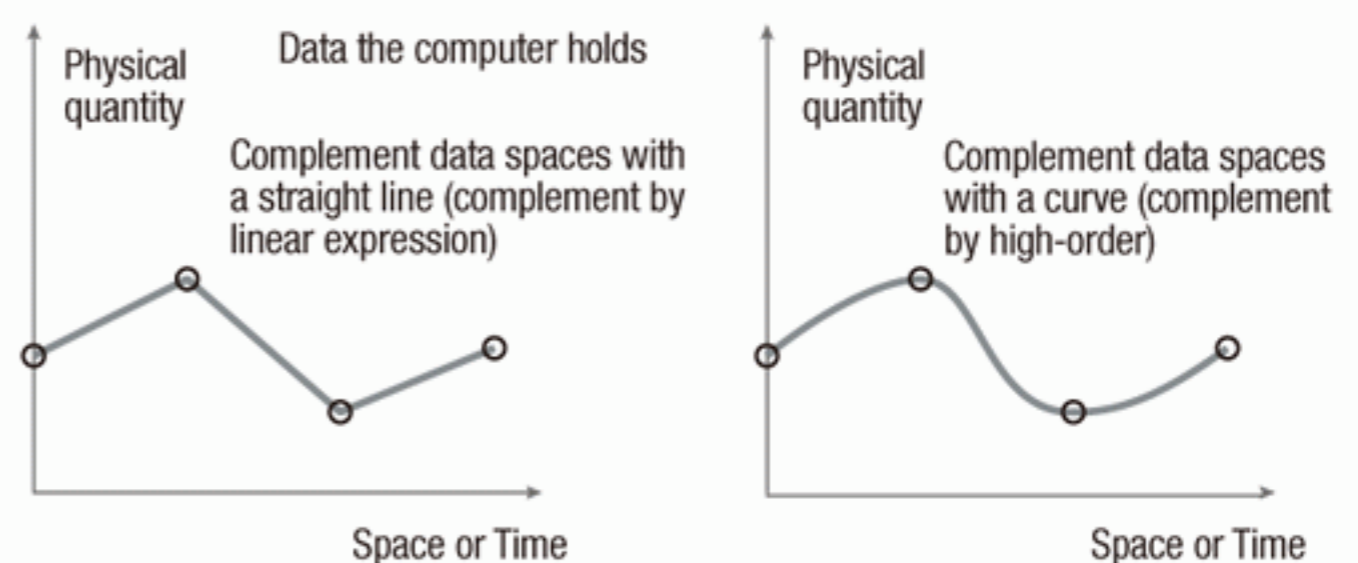 Physical
quantity
Data the computer holds
Complement data spaces with
a straight line (complement by
linear expression)
Space or Time
Physical
quantity
Complement data spaces
with a curve (complement
by high-order)
Space or Time